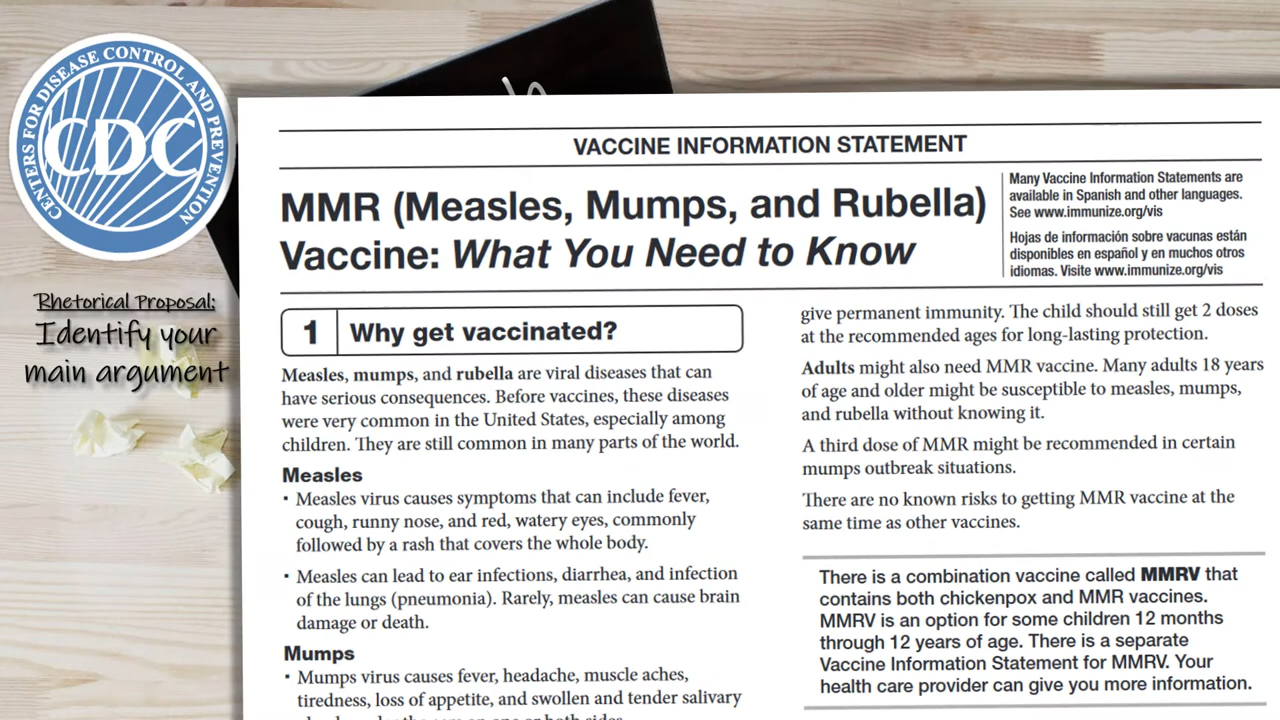 CENTERS FOR DISEASE CONTROL AND PREVENTION
CDC
Rhetorical Proposal:
Identify your
main argument
VACCINE INFORMATION STATEMENT
MMR (Measles, Mumps, and Rubella)
Vaccine: What You Need to Know
Many Vaccine Information Statements are
available in Spanish and other languages.
See www.immunize.org/vis
Hojas de información sobre vacunas están
disponibles en español y en muchos otros
idiomas. Visite www.immunize.org/vis
1 Why get vaccinated?
Measles, mumps, and rubella are viral diseases that can
have serious consequences. Before vaccines, these diseases
were very common in the United States, especially among
children. They are still common in many parts of the world.
Measles
▪ Measles virus causes symptoms that can include fever,
cough, runny nose, and red, watery eyes, commonly
followed by a rash that covers the whole body.
▪ Measles can lead to ear infections, diarrhea, and infection
of the lungs (pneumonia). Rarely, measles can cause brain
damage or death.
Mumps
▪ Mumps virus causes fever, headache, muscle aches,
tiredness, loss of appetite, and swollen and tender salivary
give permanent immunity. The child should still get 2 doses
at the recommended ages for long-lasting protection.
Adults might also need MMR vaccine. Many adults 18 years
of age and older might be susceptible to measles, mumps,
and rubella without knowing it.
A third dose of MMR might be recommended in certain
mumps outbreak situations.
There are no known risks to getting MMR vaccine at the
same time as other vaccines.
There is a combination vaccine called MMRV that
contains both chickenpox and MMR vaccines.
MMRV is an option for some children 12 months
through 12 years of age. There is a separate
Vaccine Information Statement for MMRV. Your
health care provider can give you more information.